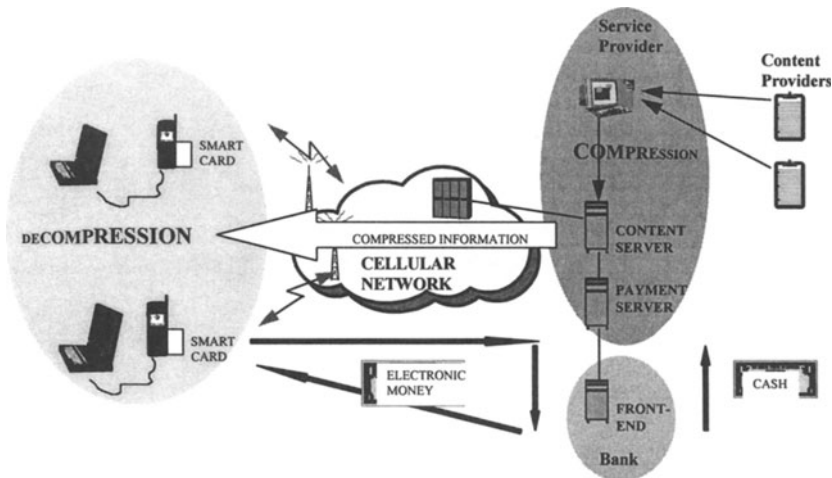 Service
Provider
Content
Providers
SMART
CARD
COMPRESSION
DECOMPRESSION
COMPRESSED INFORMATION
CONTENT
SERVER
CELLULAR
NETWORK
PAYMENT
SERVER
SMART
CARD
ELECTRONIC
MONEY
CASH
FRONT-
END
Bank